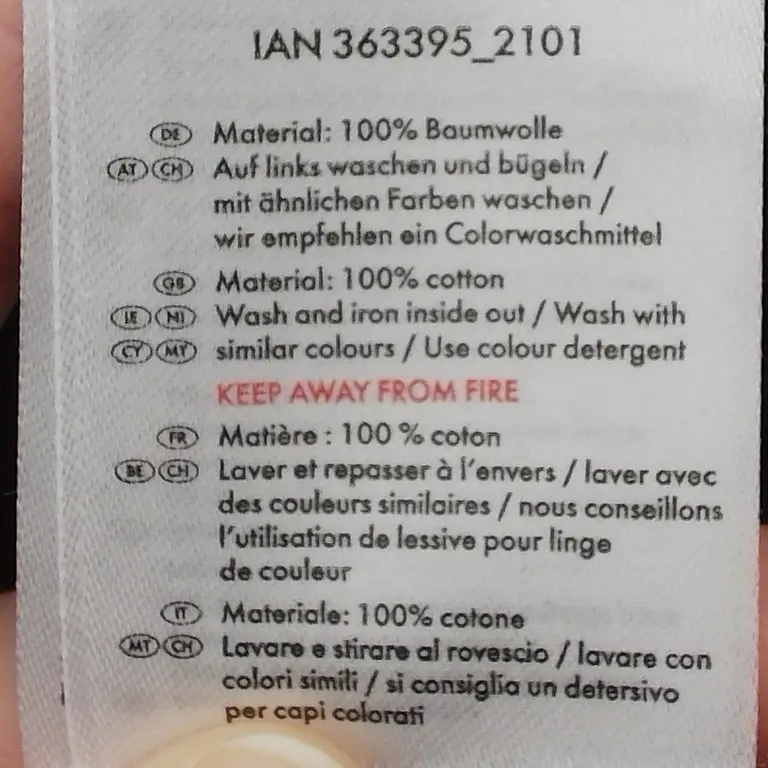 IAN 363395_2101
DE Material: 100% Baumwolle
AT CH Auf links waschen und bügeln /
mit ähnlichen Farben waschen /
wir empfehlen ein Colorwaschmittel
GB Material: 100% cotton
IE NI Wash and iron inside out / Wash with
CY MT similar colours / Use colour detergent
KEEP AWAY FROM FIRE
FR Matière : 100 % coton
BE CH Laver et repasser à l'envers / laver avec
des couleurs similaires / nous conseillons
l'utilisation de lessive pour linge
de couleur
IT Materiale: 100% cotone
MT CH Lavare e stirare al rovescio / lavare con
colori simili / si consiglia un detersivo
per capi colorati